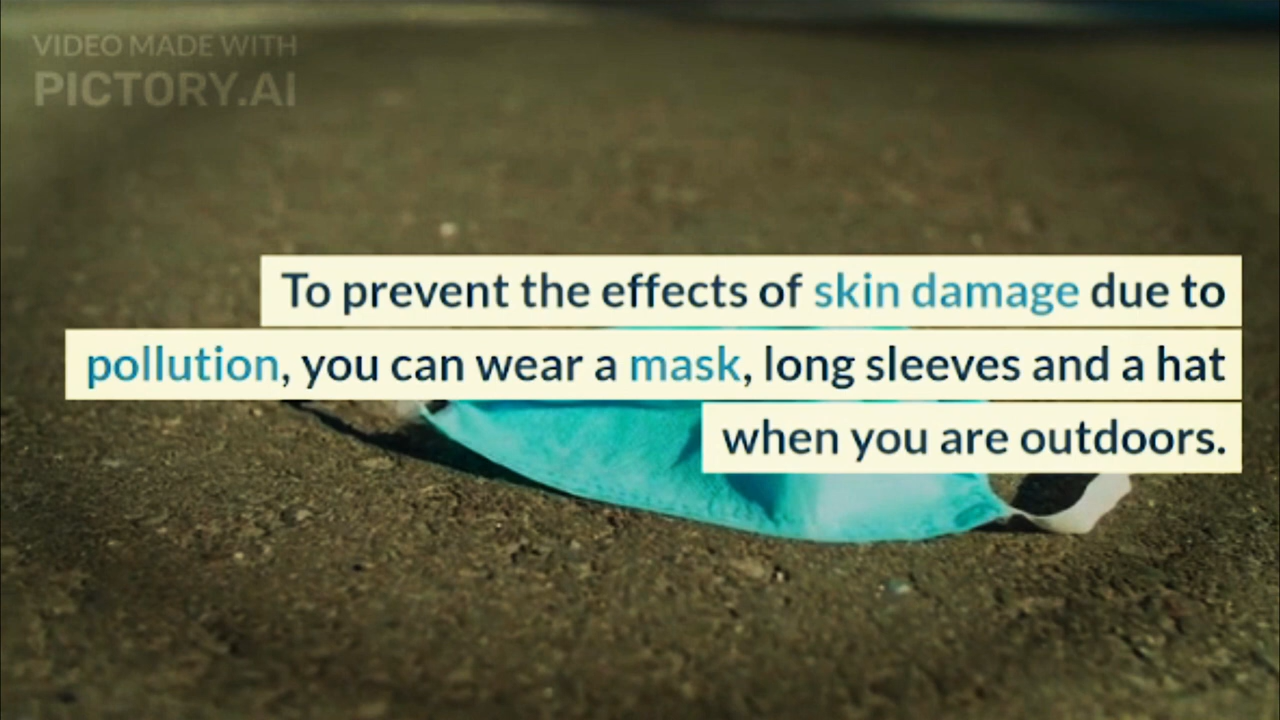 VIDEO MADE WITH
PICTORY.AI
To prevent the effects of skin damage due to
pollution, you can wear a mask, long sleeves and a hat
when you are outdoors.